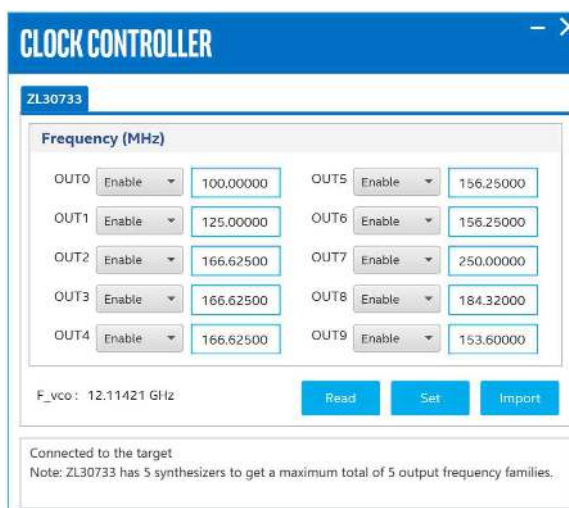 CLOCK CONTROLLER
ZL30733
Frequency (MHz)
OUT0 Enable 100.00000 OUT5 Enable 156.25000
OUT1 Enable 125.00000 OUT6 Enable 156.25000
OUT2 Enable 166.62500 OUT7 Enable 250.00000
OUT3 Enable 166.62500 OUT8 Enable 184.32000
OUT4 Enable 166.62500 OUT9 Enable 153.60000
F_vco : 12.11421 GHz Read Set Import
Connected to the target
Note: ZL30733 has 5 synthesizers to get a maximum total of 5 output frequency families.